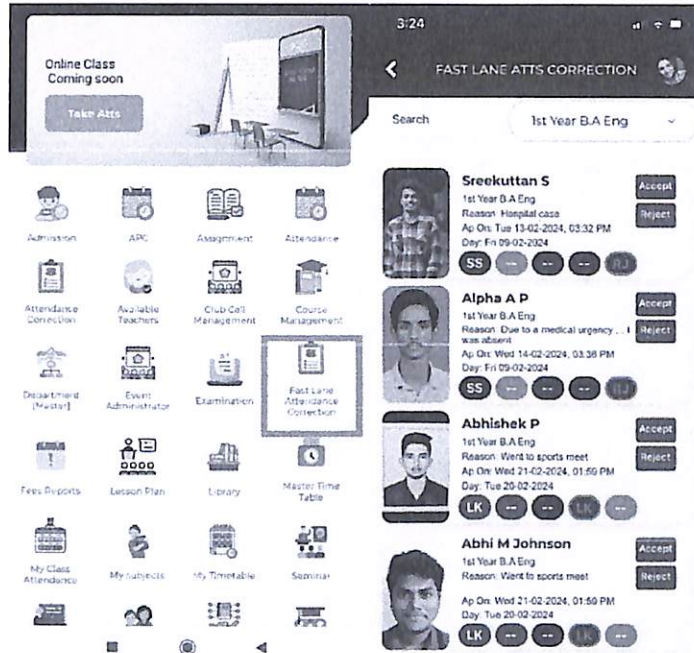 Online Class
Coming soon
Take Atts
Admission
APC
Assignment
Attendance
Attendance
Correction
Available
Teachers
Club Cell
Management
Course
Management
Department
[Master]
Event
Administrator
Examination
Fast Lane
Attendance
Correction
Fees Reports
Lesson Plan
Library
Master Time
Table
My Class
Attendance
My Subjects
My Timetable
Seminar
3:24
FAST LANE ATTS CORRECTION
Search
1st Year B.A Eng
Sreekuttan S
Accept
1st Year B.A Eng
Reason: Hospital case
Reject
Ap On: Tue 13-02-2024, 03:32 PM
Day: Fri 09-02-2024
SS -- -- -- RJ
Alpha A P
Accept
1st Year B.A Eng
Reason: Due to a medical urgency ... I
was absent
Reject
Ap On: Wed 14-02-2024, 03:36 PM
Day: Fri 09-02-2024
SS -- -- -- RJ
Abhishek P
Accept
1st Year B.A Eng
Reason: Went to sports meet
Reject
Ap On: Wed 21-02-2024, 01:59 PM
Day: Tue 20-02-2024
LK -- -- LK --
Abhi M Johnson
Accept
1st Year B.A Eng
Reason: Went to sports meet
Reject
Ap On: Wed 21-02-2024, 01:59 PM
Day: Tue 20-02-2024
LK -- -- LK --